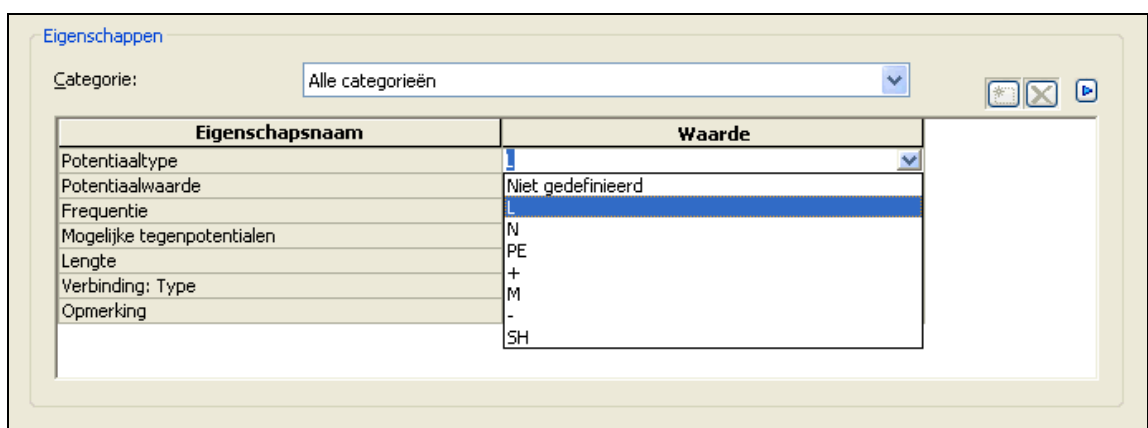 Eigenschappen
Categorie: Alle categorieën
Eigenschapsnaam Waarde
Potentiaaltype L
Potentiaalwaarde Niet gedefinieerd
Frequentie L
Mogelijke tegenpotentialen N
Lengte PE
Verbinding: Type +
Opmerking M
-
SH